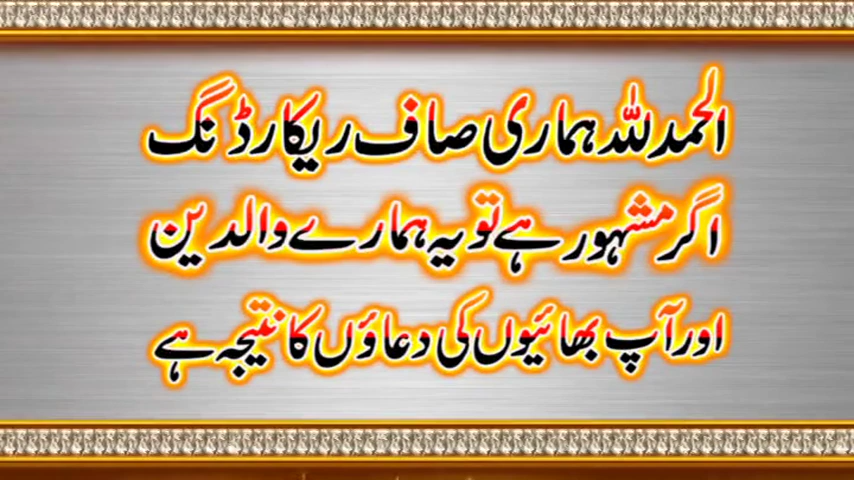 الحمدللہ ہماری صاف ریکارڈنگ
اگر مشہور ہے تو یہ ہمارے والدین
اور آپ بھائیوں کی دعاؤں کا نتیجہ ہے